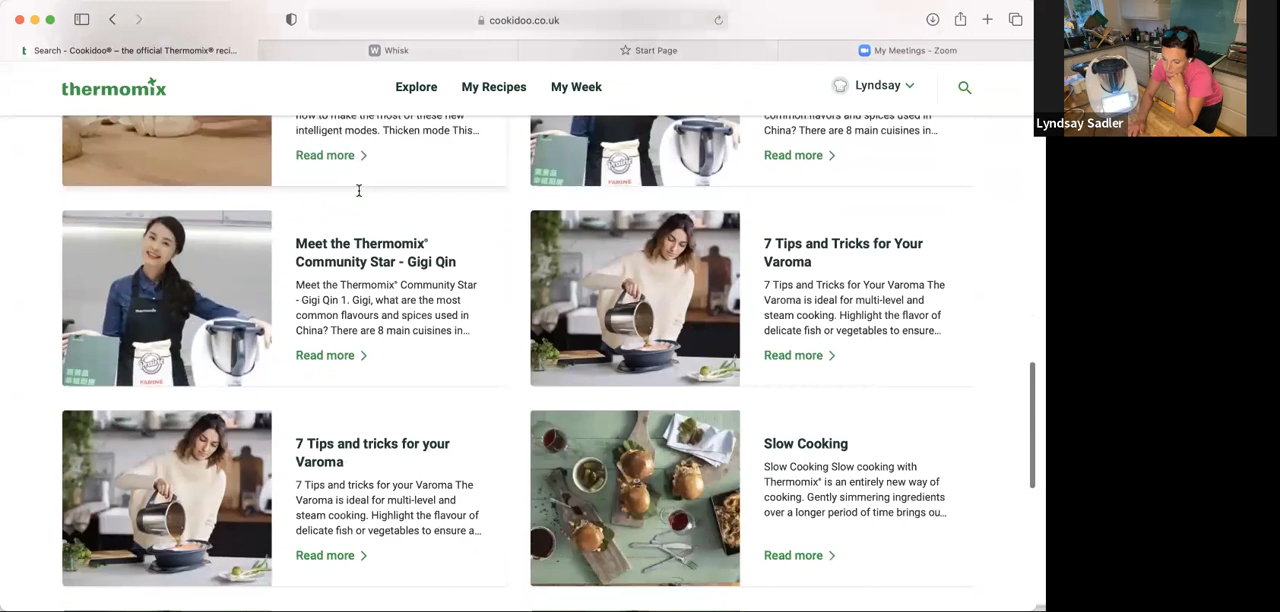 cookidoo.co.uk
t Search - Cookidoo® – the official Thermomix® reci...
W Whisk
Start Page
My Meetings - Zoom
thermomix
Explore
My Recipes
My Week
Lyndsay
Lyndsay Sadler
how to make the most of these new
intelligent modes. Thicken mode This...
Read more
common flavors and spices used in
China? There are 8 main cuisines in...
Read more
Meet the Thermomix®
Community Star - Gigi Qin
Meet the Thermomix® Community Star
- Gigi Qin 1. Gigi, what are the most
common flavours and spices used in
China? There are 8 main cuisines in...
Read more
7 Tips and Tricks for Your
Varoma
7 Tips and Tricks for Your Varoma The
Varoma is ideal for multi-level and
steam cooking. Highlight the flavor of
delicate fish or vegetables to ensure...
Read more
7 Tips and tricks for your
Varoma
7 Tips and tricks for your Varoma The
Varoma is ideal for multi-level and
steam cooking. Highlight the flavour of
delicate fish or vegetables to ensure a...
Read more
Slow Cooking
Slow Cooking Slow cooking with
Thermomix® is an entirely new way of
cooking. Gently simmering ingredients
over a longer period of time brings ou...
Read more